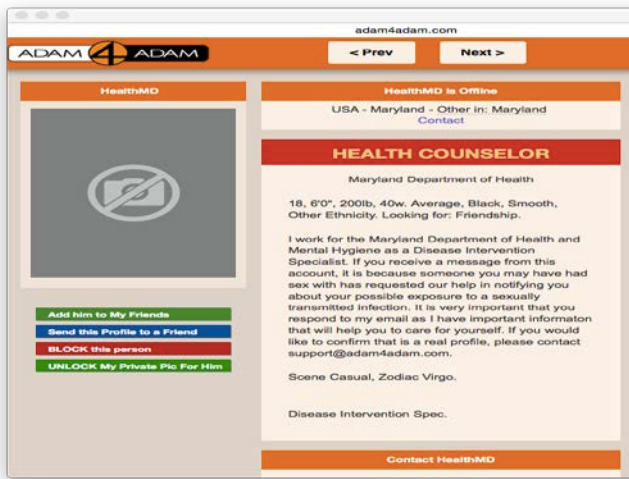 adam4adam.com
ADAM 4 ADAM
< Prev
Next >
HealthMD
HealthMD is Offline
USA - Maryland - Other in: Maryland
Contact
HEALTH COUNSELOR
Maryland Department of Health
18, 6'0", 200lb, 40w. Average, Black, Smooth,
Other Ethnicity. Looking for: Friendship.
I work for the Maryland Department of Health and
Mental Hygiene as a Disease Intervention
Specialist. If you receive a message from this
account, it is because someone you may have had
sex with has requested our help in notifying you
about your possible exposure to a sexually
transmitted infection. It is very important that you
respond to my email as I have important informaton
that will help you to care for yourself. If you would
like to confirm that is a real profile, please contact
support@adam4adam.com.
Scene Casual, Zodiac Virgo.
Disease Intervention Spec.
Add him to My Friends
Send this Profile to a Friend
BLOCK this person
UNLOCK My Private Pic For Him
Contact HealthMD